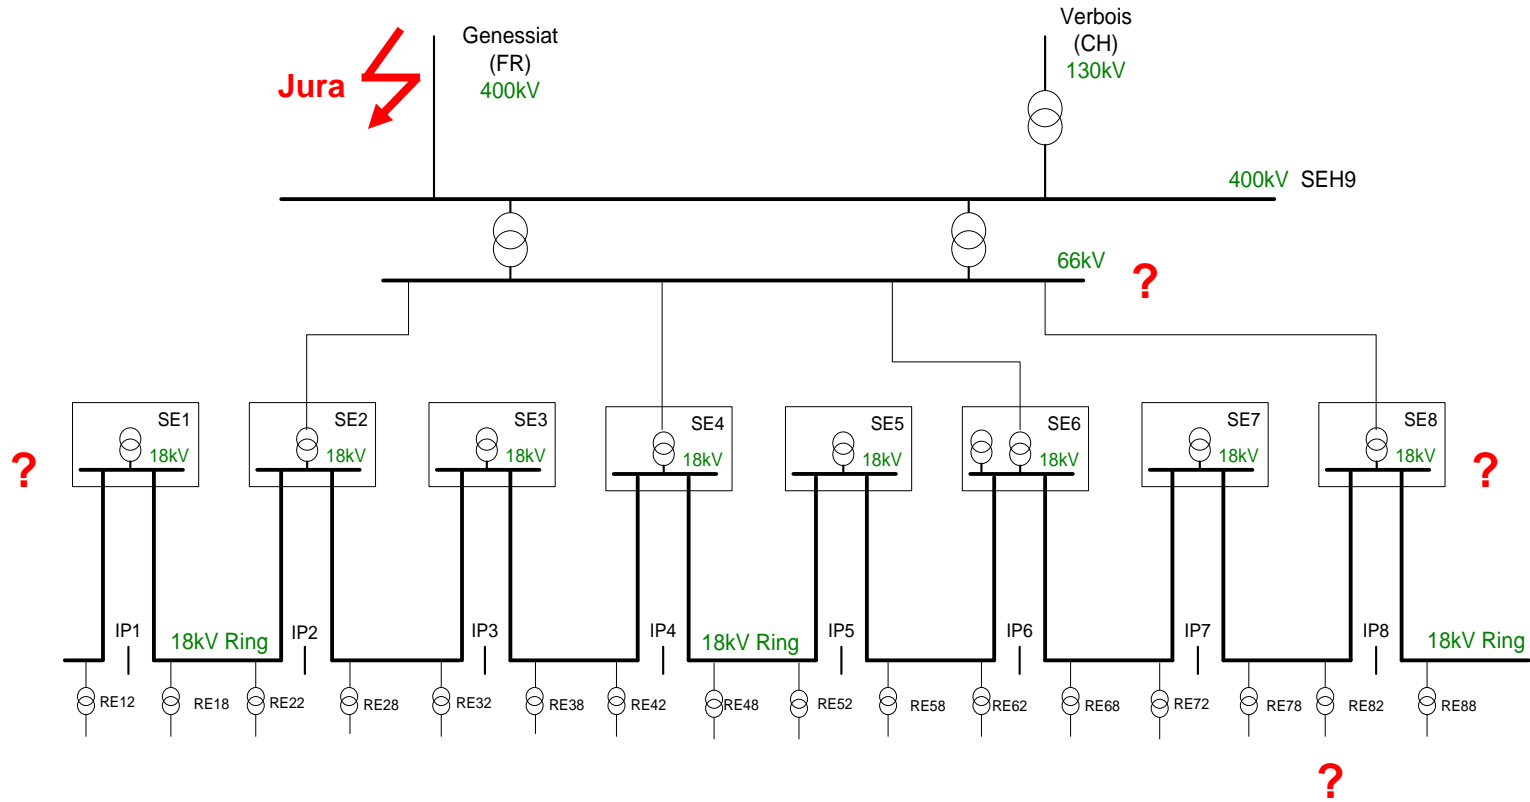 Genessiat
(FR)
400kV
Jura
Verbois
(CH)
130kV
400kV SEH9
66kV
?
SE1
18kV
SE2
18kV
SE3
18kV
SE4
18kV
SE5
18kV
SE6
18kV
SE7
18kV
SE8
18kV
?
?
IP1
18kV Ring
IP2
IP3
IP4
18kV Ring
IP5
IP6
IP7
IP8
18kV Ring
RE12
RE18
RE22
RE28
RE32
RE38
RE42
RE48
RE52
RE58
RE62
RE68
RE72
RE78
RE82
RE88
?